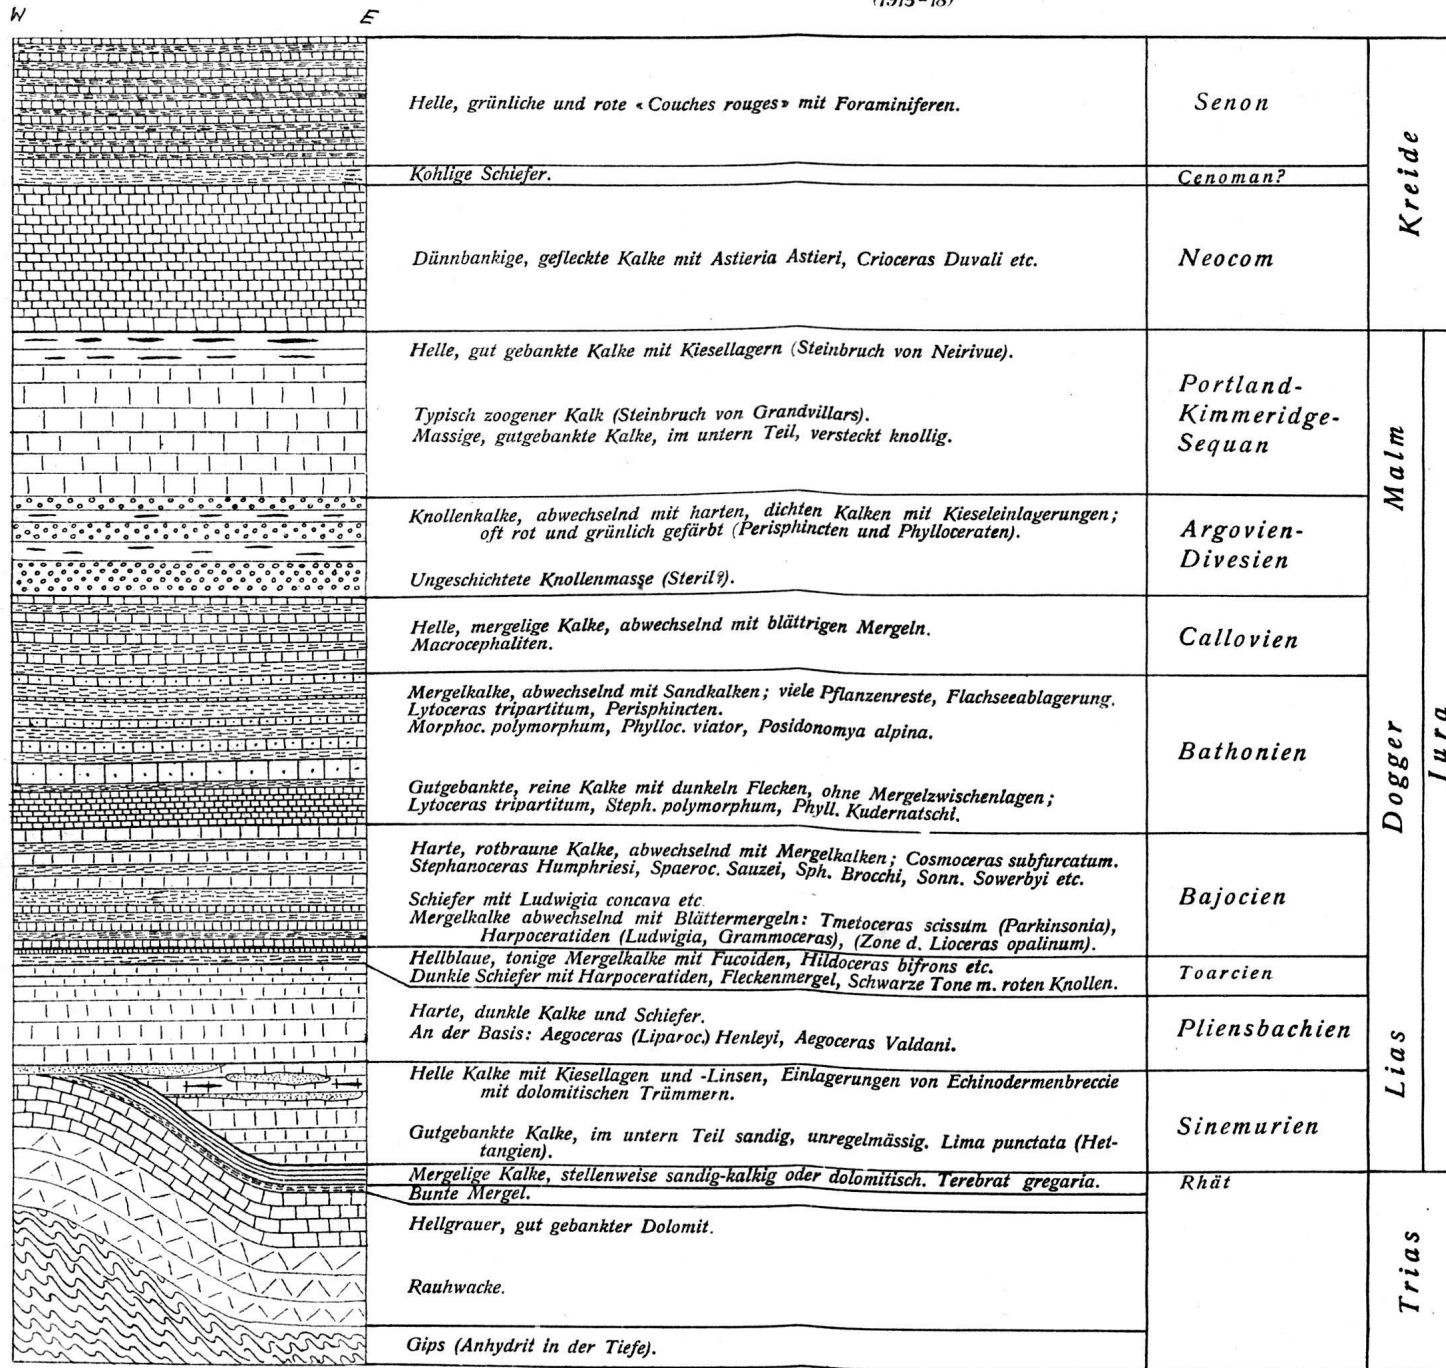 (1915-18)
W E
Helle, grünliche und rote «Couches rouges» mit Foraminiferen.
Senon
Kohlige Schiefer.
Cenoman?
Kreide
Dünnbankige, gefleckte Kalke mit Astieria Astieri, Crioceras Duvali etc.
Neocom
Helle, gut gebankte Kalke mit Kiesellagern (Steinbruch von Neirivue).
Typisch zoogener Kalk (Steinbruch von Grandvillars).
Massige, gutgebankte Kalke, im untern Teil, versteckt knollig.
Portland-
Kimmeridge-
Sequan
Malm
Knollenkalke, abwechselnd mit harten, dichten Kalken mit Kieseleinlagerungen;
oft rot und grünlich gefärbt (Perisphincten und Phylloceraten).
Ungeschichtete Knollenmasse (Steril?).
Argovien-
Divesien
Helle, mergelige Kalke, abwechselnd mit blättrigen Mergeln.
Macrocephaliten.
Callovien
Mergelkalke, abwechselnd mit Sandkalken; viele Pflanzenreste, Flachseeablagerung.
Lytoceras tripartitum, Perisphincten.
Morphoc. polymorphum, Phylloc. viator, Posidonomya alpina.
Gutgebankte, reine Kalke mit dunkeln Flecken, ohne Mergelzwischenlagen;
Lytoceras tripartitum, Steph. polymorphum, Phyll. Kudernatschi.
Bathonien
Dogger
Jura
Harte, rotbraune Kalke, abwechselnd mit Mergelkalken; Cosmoceras subfurcatum.
Stephanoceras Humphriesi, Spaeroc. Sauzei, Sph. Brocchi, Sonn. Sowerbyi etc.
Schiefer mit Ludwigia concava etc
Mergelkalke abwechselnd mit Blättermergeln: Tmetoceras scissum (Parkinsonia),
Harpoceratiden (Ludwigia, Grammoceras), (Zone d. Lioceras opalinum).
Bajocien
Hellblaue, tonige Mergelkalke mit Fucoiden, Hildoceras bifrons etc.
Dunkle Schiefer mit Harpoceratiden, Fleckenmergel, Schwarze Tone m. roten Knollen.
Toarcien
Harte, dunkle Kalke und Schiefer.
An der Basis: Aegoceras (Liparoc.) Henleyi, Aegoceras Valdani.
Pliensbachien
Lias
Helle Kalke mit Kiesellagen und -Linsen, Einlagerungen von Echinodermenbreccie
mit dolomitischen Trümmern.
Gutgebankte Kalke, im untern Teil sandig, unregelmässig. Lima punctata (Het-
tangien).
Sinemurien
Mergelige Kalke, stellenweise sandig-kalkig oder dolomitisch. Terebrat gregaria.
Rhät
Bunte Mergel.
Hellgrauer, gut gebankter Dolomit.
Rauhwacke.
Trias
Gips (Anhydrit in der Tiefe).